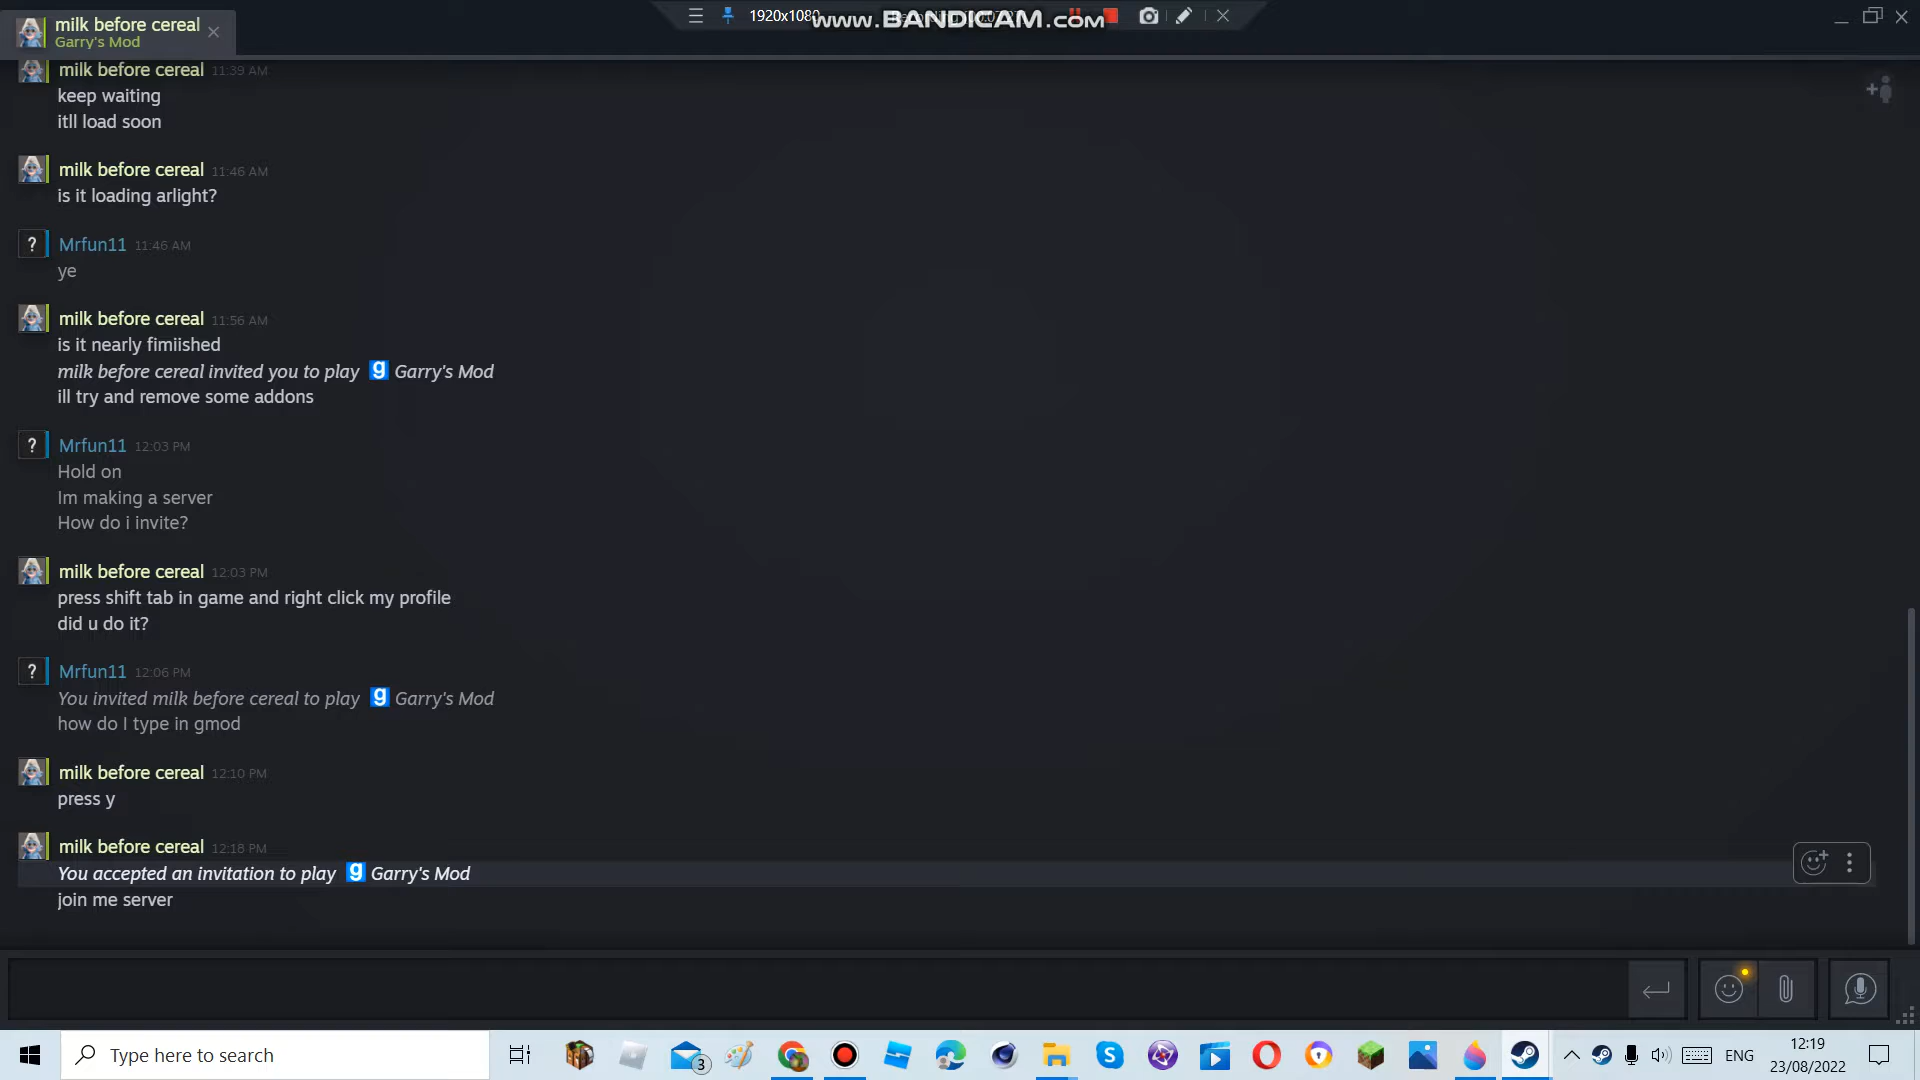 milk before cereal
Garry's Mod
1920x1080
www.BANDICAM.com
milk before cereal 11:39 AM
keep waiting
itll load soon
milk before cereal 11:46 AM
is it loading arlight?
? Mrfun11 11:46 AM
ye
milk before cereal 11:56 AM
is it nearly fimiished
milk before cereal invited you to play g Garry's Mod
ill try and remove some addons
? Mrfun11 12:03 PM
Hold on
Im making a server
How do i invite?
milk before cereal 12:03 PM
press shift tab in game and right click my profile
did u do it?
? Mrfun11 12:06 PM
You invited milk before cereal to play g Garry's Mod
how do I type in gmod
milk before cereal 12:10 PM
press y
milk before cereal 12:18 PM
You accepted an invitation to play g Garry's Mod
join me server
Type here to search
3
S
ENG
12:19
23/08/2022